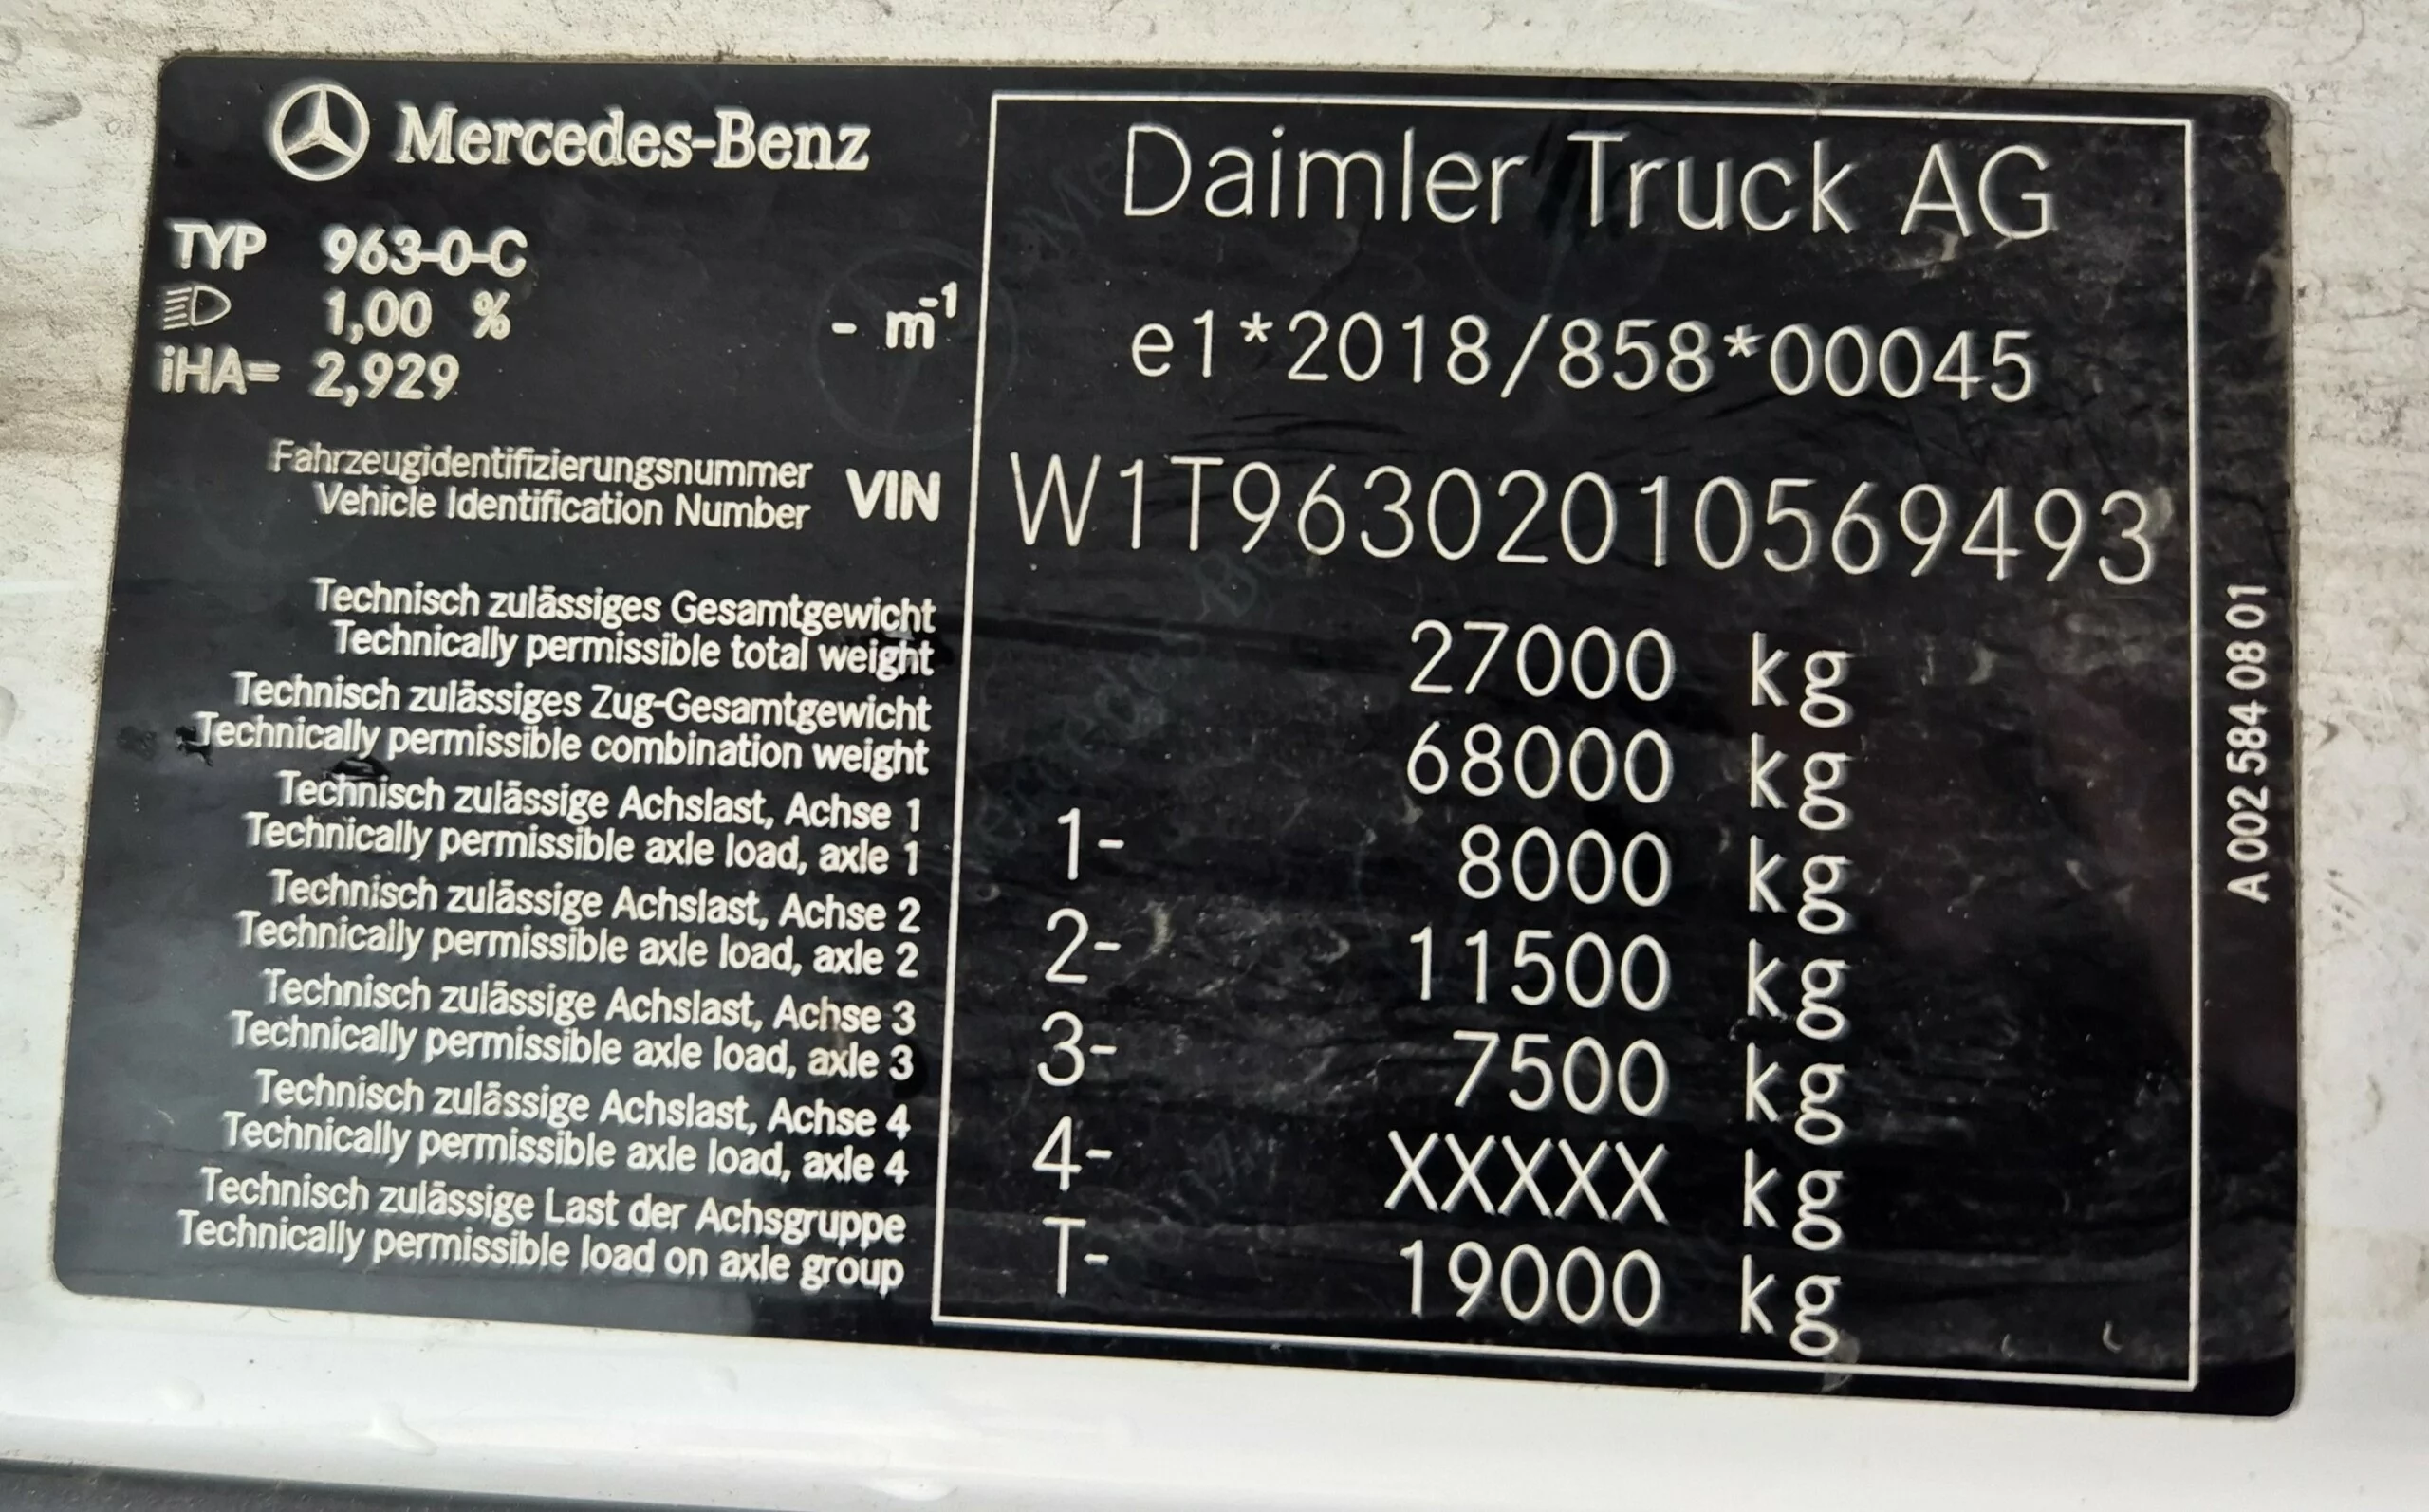 Mercedes-Benz
TYP 963-0-C
1,00 % - m⁻¹
iHA= 2,929
Daimler Truck AG
e1*2018/858*00045
Fahrzeugidentifizierungsnummer
Vehicle Identification Number
VIN W1T96302010569493
Technisch zulässiges Gesamtgewicht
Technically permissible total weight
27000 kg
Technisch zulässiges Zug-Gesamtgewicht
Technically permissible combination weight
68000 kg
Technisch zulässige Achslast, Achse 1
Technically permissible axle load, axle 1
1- 8000 kg
Technisch zulässige Achslast, Achse 2
Technically permissible axle load, axle 2
2- 11500 kg
Technisch zulässige Achslast, Achse 3
Technically permissible axle load, axle 3
3- 7500 kg
Technisch zulässige Achslast, Achse 4
Technically permissible axle load, axle 4
4- XXXXX kg
Technisch zulässige Last der Achsgruppe
Technically permissible load on axle group
T- 19000 kg
A 002 584 08 01